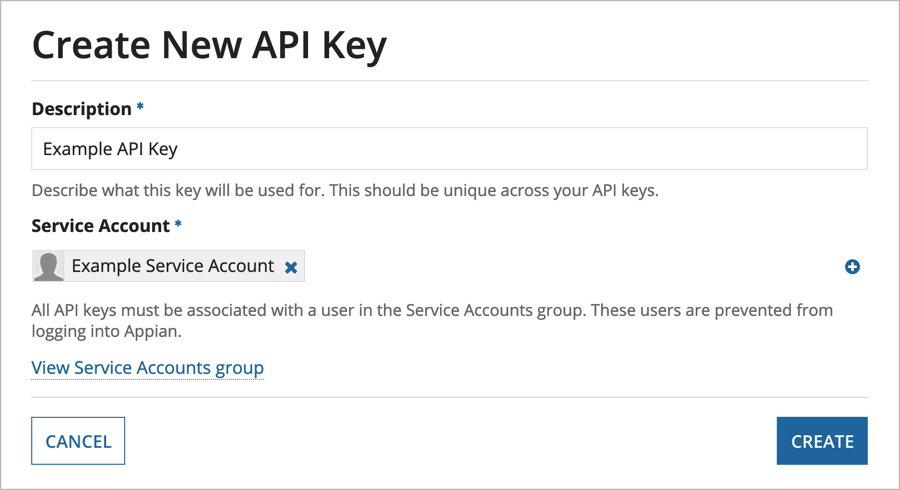 Create New API Key
Description *
Example API Key
Describe what this key will be used for. This should be unique across your API keys.
Service Account *
Example Service Account
All API keys must be associated with a user in the Service Accounts group. These users are prevented from
logging into Appian.
View Service Accounts group
CANCEL
CREATE